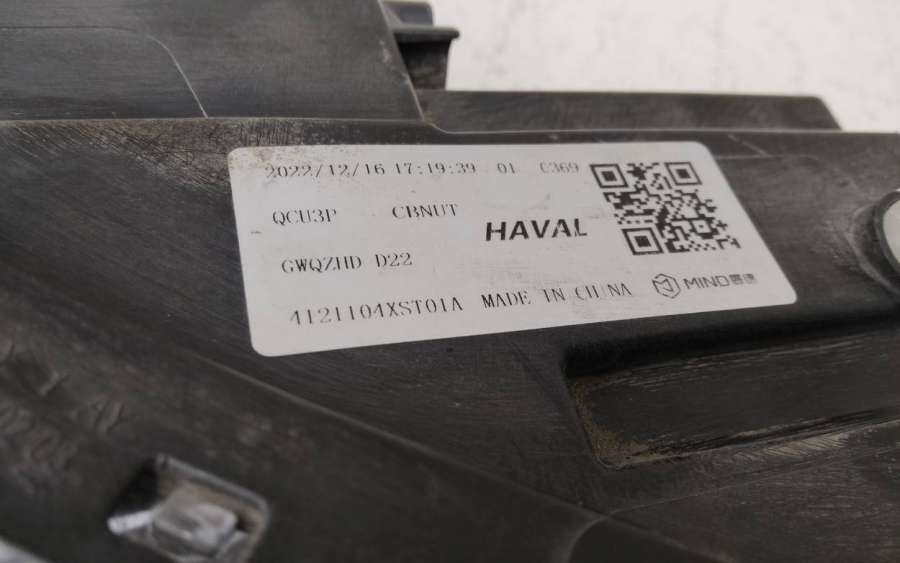 2022/12/16 17:19:39 01 C369
QCU3P CBNUT
HAVAL
GWQZHD D22
4121104XST01A MADE IN CHINA
MIND